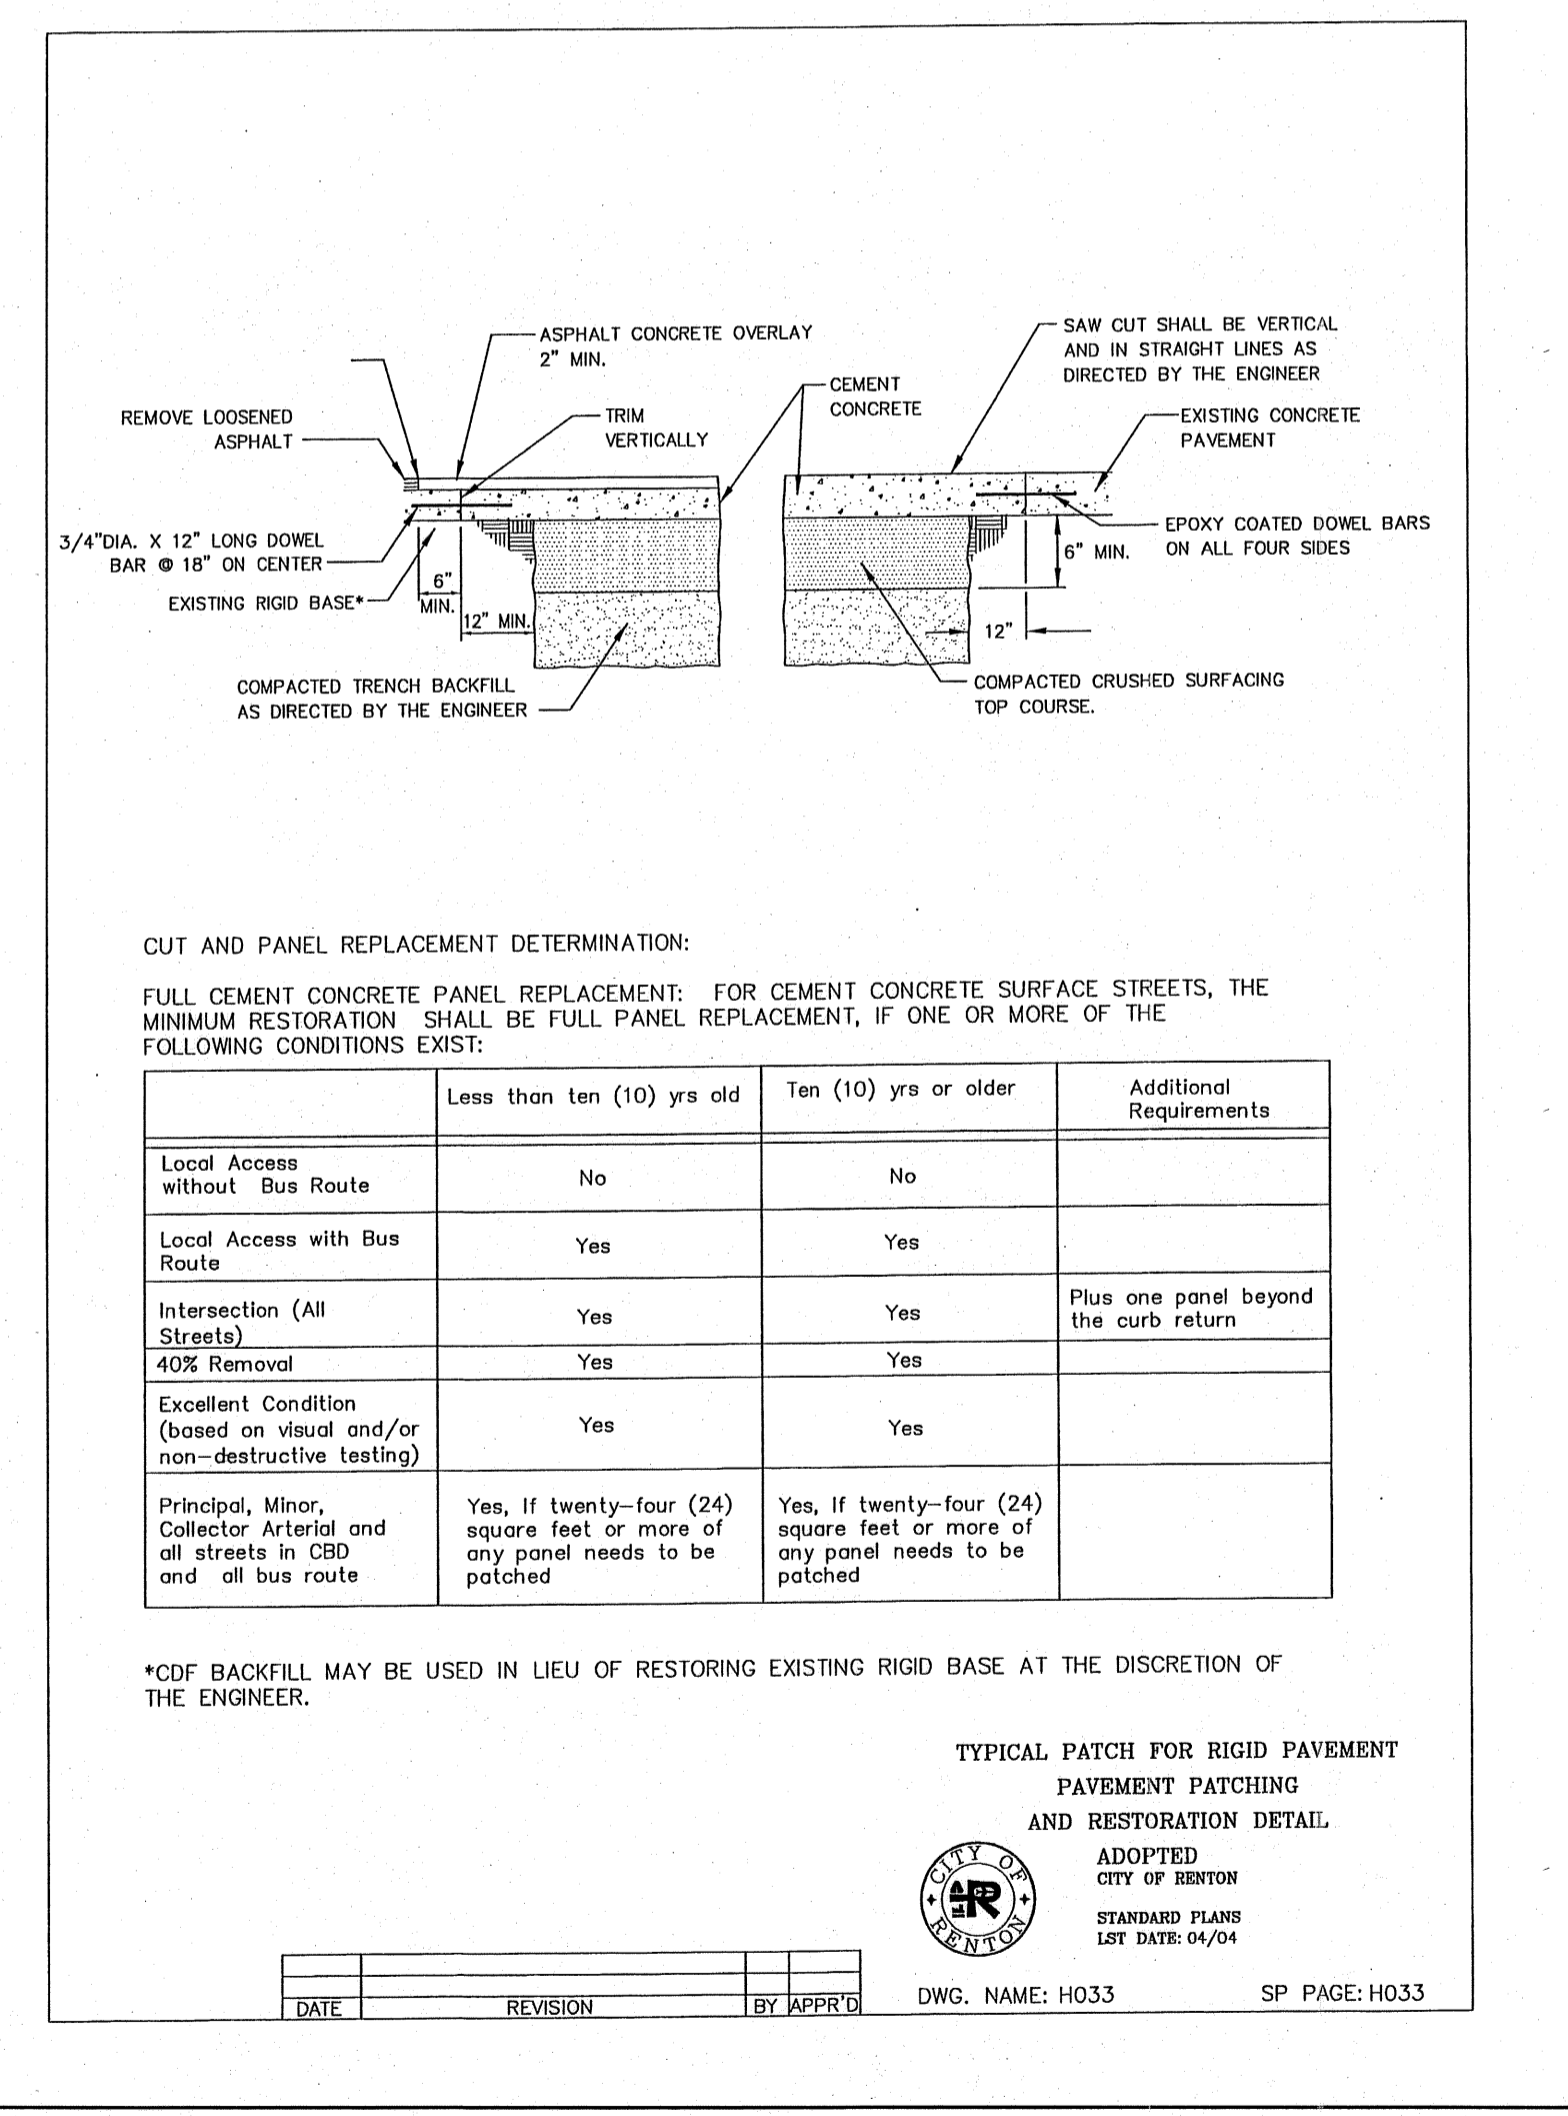 ASPHALT CONCRETE OVERLAY
2" MIN.
REMOVE LOOSENED
ASPHALT
TRIM
VERTICALLY
CEMENT
CONCRETE
SAW CUT SHALL BE VERTICAL
AND IN STRAIGHT LINES AS
DIRECTED BY THE ENGINEER
EXISTING CONCRETE
PAVEMENT
3/4"DIA. X 12" LONG DOWEL
BAR @ 18" ON CENTER
EXISTING RIGID BASE*
6"
MIN.
12" MIN.
COMPACTED TRENCH BACKFILL
AS DIRECTED BY THE ENGINEER
EPOXY COATED DOWEL BARS
ON ALL FOUR SIDES
6" MIN.
12"
COMPACTED CRUSHED SURFACING
TOP COURSE.
CUT AND PANEL REPLACEMENT DETERMINATION:
FULL CEMENT CONCRETE PANEL REPLACEMENT: FOR CEMENT CONCRETE SURFACE STREETS, THE
MINIMUM RESTORATION SHALL BE FULL PANEL REPLACEMENT, IF ONE OR MORE OF THE
FOLLOWING CONDITIONS EXIST:
Less than ten (10) yrs old
Ten (10) yrs or older
Additional
Requirements
Local Access
without Bus Route
No
No
Local Access with Bus
Route
Yes
Yes
Intersection (All
Streets)
Yes
Yes
Plus one panel beyond
the curb return
40% Removal
Yes
Yes
Excellent Condition
(based on visual and/or
non-destructive testing)
Yes
Yes
Principal, Minor,
Collector Arterial and
all streets in CBD
and all bus route
Yes, If twenty-four (24)
square feet or more of
any panel needs to be
patched
Yes, If twenty-four (24)
square feet or more of
any panel needs to be
patched
*CDF BACKFILL MAY BE USED IN LIEU OF RESTORING EXISTING RIGID BASE AT THE DISCRETION OF
THE ENGINEER.
TYPICAL PATCH FOR RIGID PAVEMENT
PAVEMENT PATCHING
AND RESTORATION DETAIL
CITY OF
RENTON
ADOPTED
CITY OF RENTON
STANDARD PLANS
LST DATE: 04/04
DATE
REVISION
BY
APPR'D
DWG. NAME: H033
SP PAGE: H033